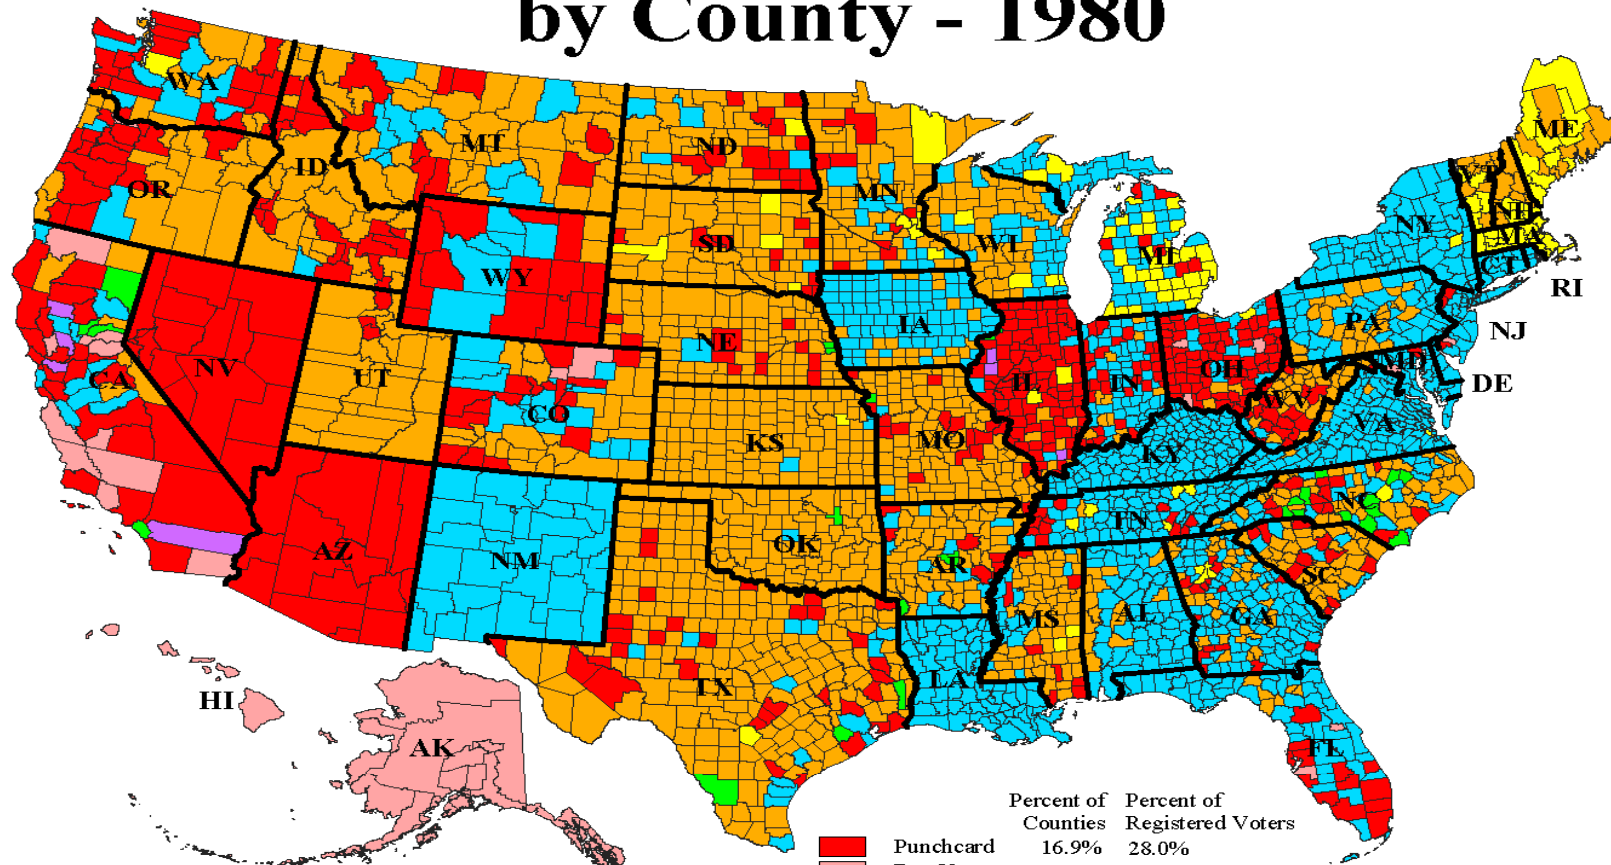 by County - 1980
WA
MT
ND
MN
ME
VT
ID
OR
NH
NY
MA
WI
MI
SD
WY
CT
RI
IA
PA
NJ
NE
NV
UT
CA
CO
IL
IN
OH
MD
DE
WV
VA
KS
MO
KY
NC
TN
AZ
NM
OK
AR
SC
MS
AL
GA
HI
TX
LA
AK
FL
Percent of Percent of
Counties Registered Voters
Punchcard 16.9% 28.0%